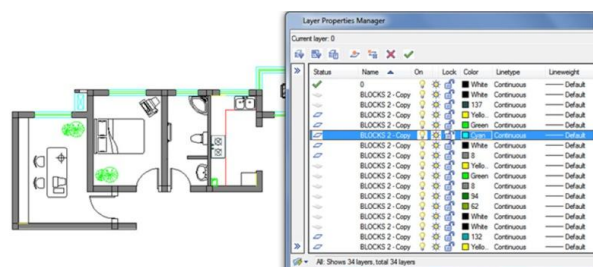 Layer Properties Manager
Current layer: 0
Status Name On Lock Color Linetype Lineweight
0 White Continuous Default
BLOCKS 2 - Copy White Continuous Default
BLOCKS 2 - Copy 137 Continuous Default
BLOCKS 2 - Copy Yello... Continuous Default
BLOCKS 2 - Copy Green Continuous Default
BLOCKS 2 - Copy Cyan Continuous Default
BLOCKS 2 - Copy White Continuous Default
BLOCKS 2 - Copy 8 Continuous Default
BLOCKS 2 - Copy Yello... Continuous Default
BLOCKS 2 - Copy Green Continuous Default
BLOCKS 2 - Copy 8 Continuous Default
BLOCKS 2 - Copy 94 Continuous Default
BLOCKS 2 - Copy 62 Continuous Default
BLOCKS 2 - Copy White Continuous Default
BLOCKS 2 - Copy White Continuous Default
BLOCKS 2 - Copy 132 Continuous Default
BLOCKS 2 - Copy Yello... Continuous Default
All: Shows 34 layers, total 34 layers